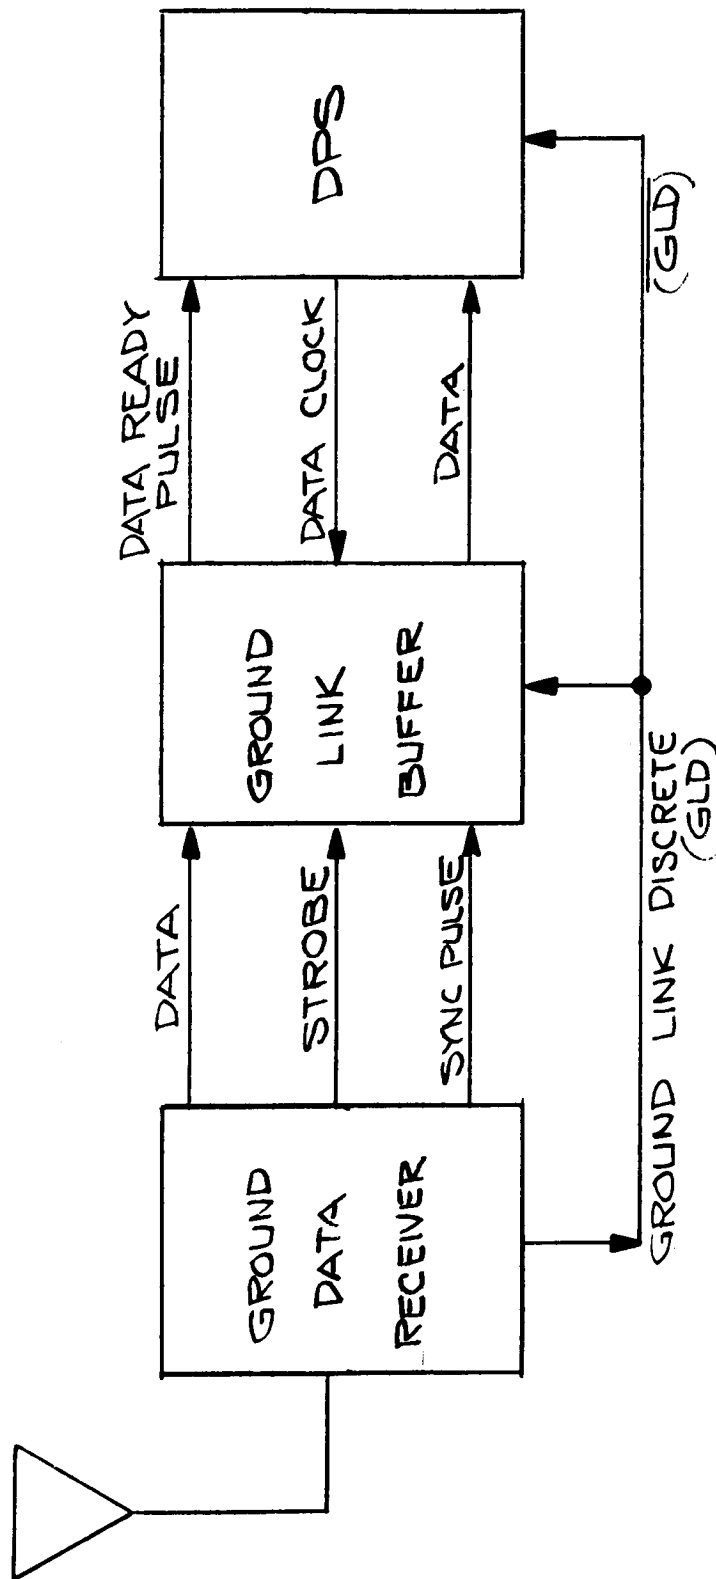 GROUND
DATA
RECEIVER
DATA
STROBE
SYNC PULSE
GROUND
LINK
BUFFER
DATA READY
PULSE
DATA CLOCK
DATA
DPS
GROUND LINK DISCRETE
(GLD)
(GLD)